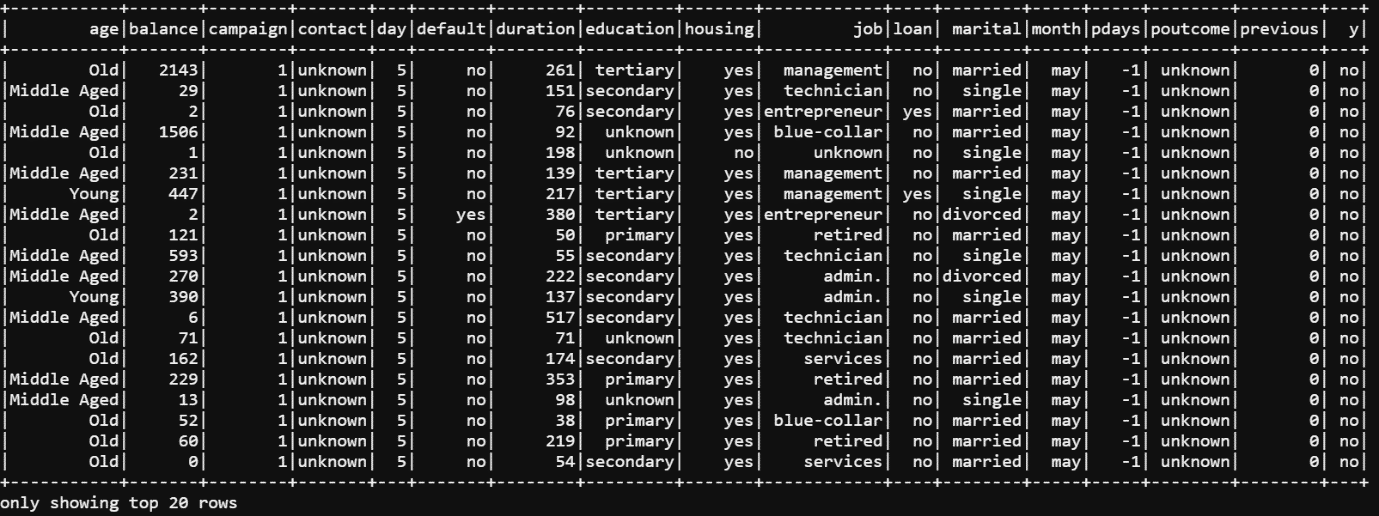 +-----------+-------+--------+-------+---+-------+--------+---------+-------+------------+----+--------+-----+-----+--------+--------+---+
|        age|balance|campaign|contact|day|default|duration|education|housing|         job|loan| marital|month|pdays|poutcome|previous|  y|
+-----------+-------+--------+-------+---+-------+--------+---------+-------+------------+----+--------+-----+-----+--------+--------+---+
|        Old|   2143|       1|unknown|  5|     no|     261| tertiary|    yes|  management|  no| married|  may|   -1| unknown|       0| no|
|Middle Aged|     29|       1|unknown|  5|     no|     151|secondary|    yes|  technician|  no|  single|  may|   -1| unknown|       0| no|
|        Old|      2|       1|unknown|  5|     no|      76|secondary|    yes|entrepreneur| yes| married|  may|   -1| unknown|       0| no|
|Middle Aged|   1506|       1|unknown|  5|     no|      92|  unknown|    yes| blue-collar|  no| married|  may|   -1| unknown|       0| no|
|        Old|      1|       1|unknown|  5|     no|     198|  unknown|     no|     unknown|  no|  single|  may|   -1| unknown|       0| no|
|Middle Aged|    231|       1|unknown|  5|     no|     139| tertiary|    yes|  management|  no| married|  may|   -1| unknown|       0| no|
|      Young|    447|       1|unknown|  5|     no|     217| tertiary|    yes|  management| yes|  single|  may|   -1| unknown|       0| no|
|Middle Aged|      2|       1|unknown|  5|    yes|     380| tertiary|    yes|entrepreneur|  no|divorced|  may|   -1| unknown|       0| no|
|        Old|    121|       1|unknown|  5|     no|      50|  primary|    yes|     retired|  no| married|  may|   -1| unknown|       0| no|
|Middle Aged|    593|       1|unknown|  5|     no|      55|secondary|    yes|  technician|  no|  single|  may|   -1| unknown|       0| no|
|Middle Aged|    270|       1|unknown|  5|     no|     222|secondary|    yes|      admin.|  no|divorced|  may|   -1| unknown|       0| no|
|      Young|    390|       1|unknown|  5|     no|     137|secondary|    yes|      admin.|  no|  single|  may|   -1| unknown|       0| no|
|Middle Aged|      6|       1|unknown|  5|     no|     517|secondary|    yes|  technician|  no| married|  may|   -1| unknown|       0| no|
|        Old|     71|       1|unknown|  5|     no|      71|  unknown|    yes|  technician|  no| married|  may|   -1| unknown|       0| no|
|        Old|    162|       1|unknown|  5|     no|     174|secondary|    yes|    services|  no| married|  may|   -1| unknown|       0| no|
|Middle Aged|    229|       1|unknown|  5|     no|     353|  primary|    yes|     retired|  no| married|  may|   -1| unknown|       0| no|
|Middle Aged|     13|       1|unknown|  5|     no|      98|  unknown|    yes|      admin.|  no|  single|  may|   -1| unknown|       0| no|
|        Old|     52|       1|unknown|  5|     no|      38|  primary|    yes| blue-collar|  no| married|  may|   -1| unknown|       0| no|
|        Old|     60|       1|unknown|  5|     no|     219|  primary|    yes|     retired|  no| married|  may|   -1| unknown|       0| no|
|        Old|      0|       1|unknown|  5|     no|      54|secondary|    yes|    services|  no| married|  may|   -1| unknown|       0| no|
+-----------+-------+--------+-------+---+-------+--------+---------+-------+------------+----+--------+-----+-----+--------+--------+---+
only showing top 20 rows